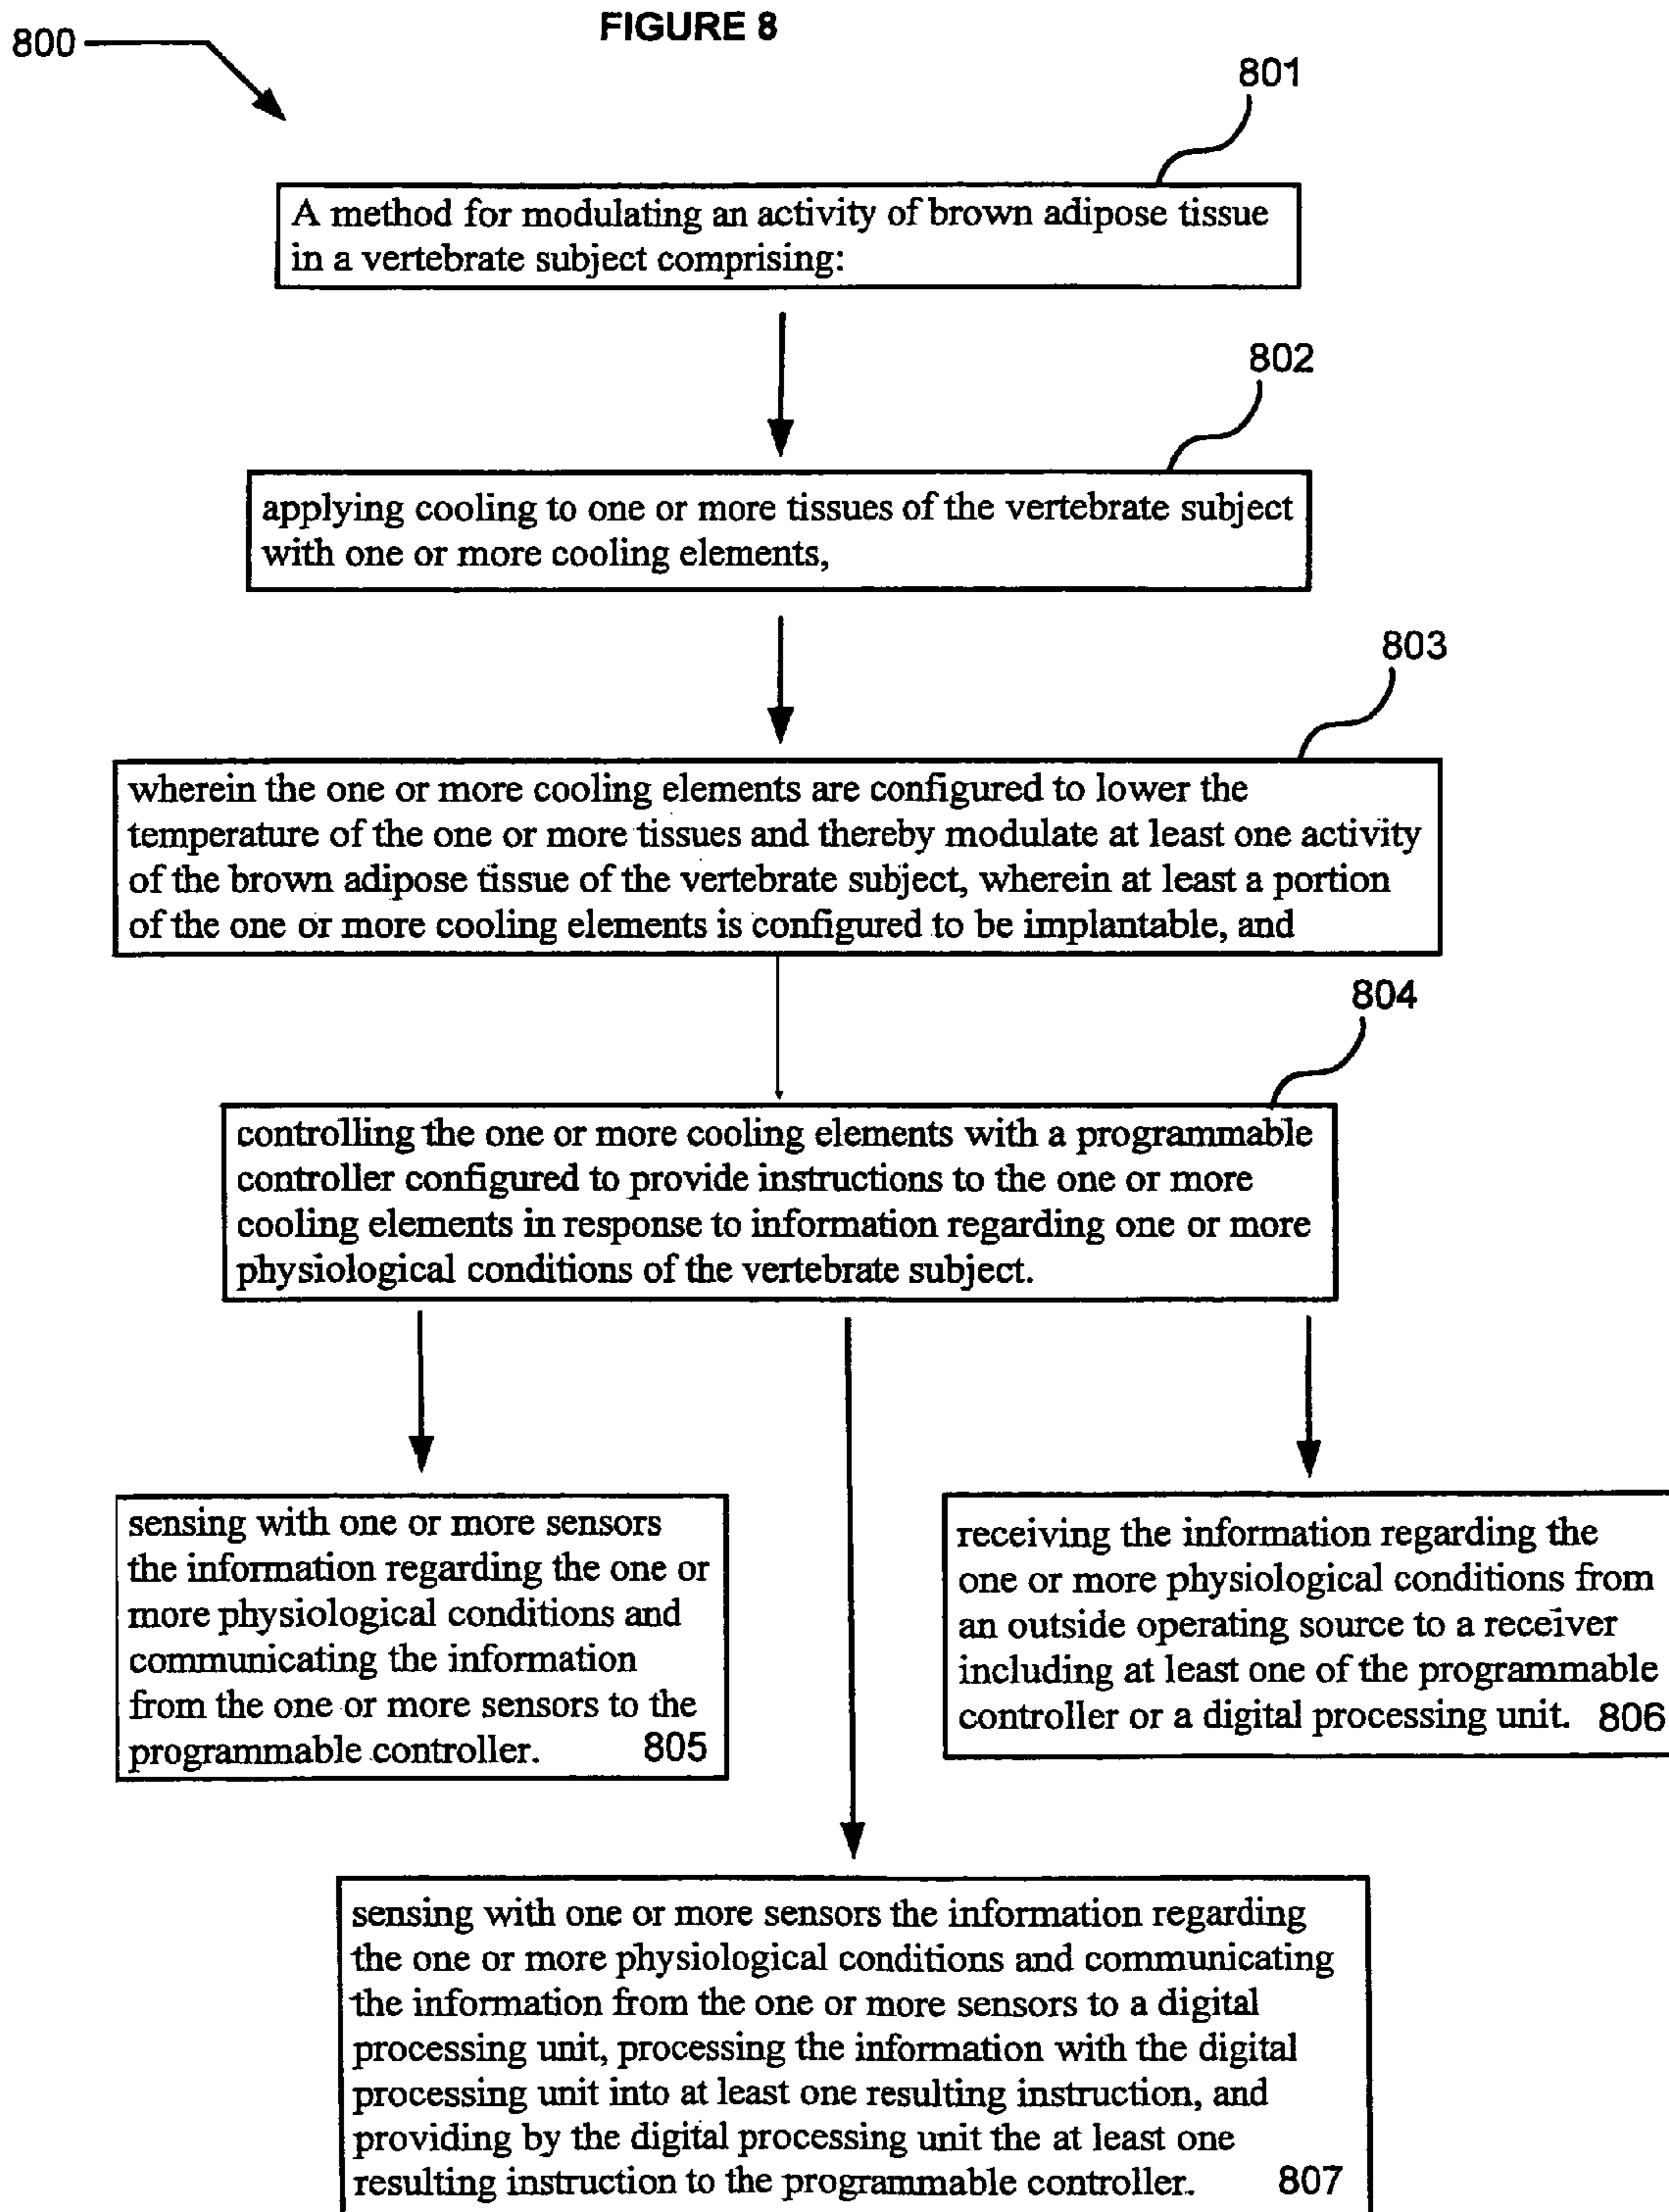 FIGURE 8
800
801
A method for modulating an activity of brown adipose tissue
in a vertebrate subject comprising:
802
applying cooling to one or more tissues of the vertebrate subject
with one or more cooling elements,
803
wherein the one or more cooling elements are configured to lower the
temperature of the one or more tissues and thereby modulate at least one activity
of the brown adipose tissue of the vertebrate subject, wherein at least a portion
of the one or more cooling elements is configured to be implantable, and
804
controlling the one or more cooling elements with a programmable
controller configured to provide instructions to the one or more
cooling elements in response to information regarding one or more
physiological conditions of the vertebrate subject.
sensing with one or more sensors
the information regarding the one or
more physiological conditions and
communicating the information
from the one or more sensors to the
programmable controller. 805
receiving the information regarding the
one or more physiological conditions from
an outside operating source to a receiver
including at least one of the programmable
controller or a digital processing unit. 806
sensing with one or more sensors the information regarding
the one or more physiological conditions and communicating
the information from the one or more sensors to a digital
processing unit, processing the information with the digital
processing unit into at least one resulting instruction, and
providing by the digital processing unit the at least one
resulting instruction to the programmable controller. 807